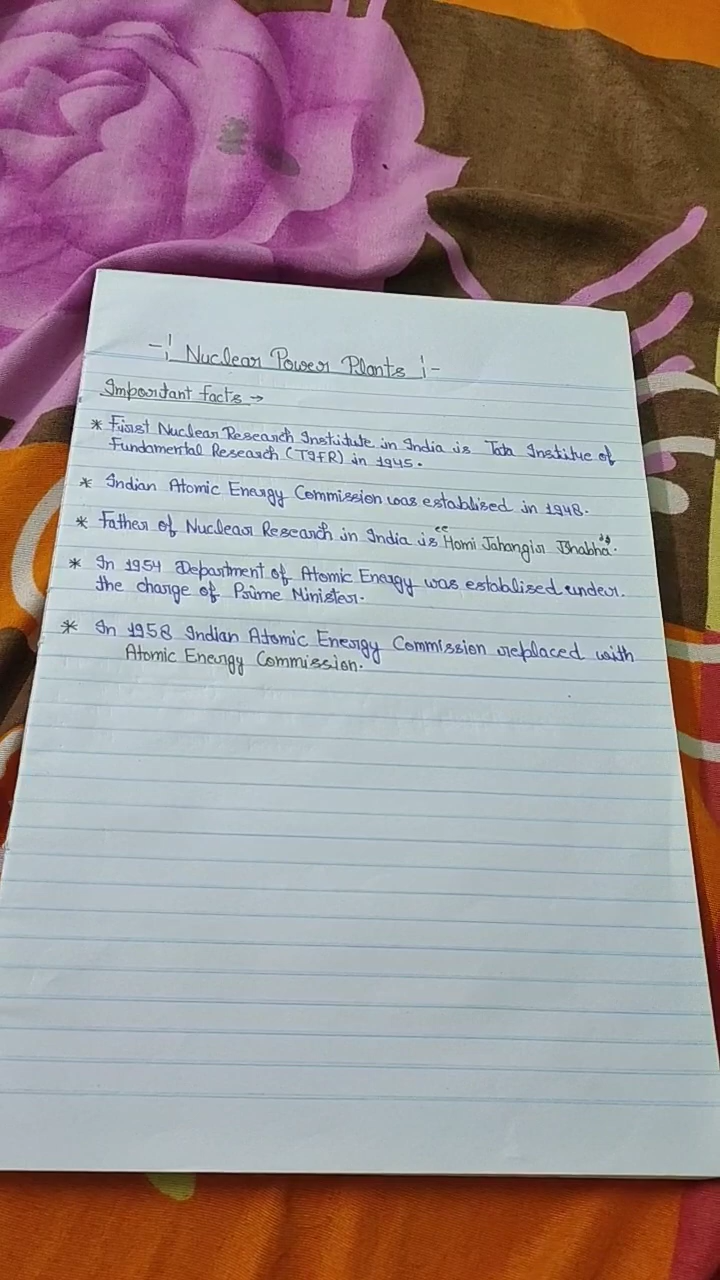 -: Nuclear Power Plants :-
Important facts →
* First Nuclear Research Institute in India is Tata Institue of
Fundamental Research (TIFR) in 1945.
* Indian Atomic Energy Commission was establised in 1948.
* Father of Nuclear Research in India is "Homi Jahangir Bhabha".
* In 1954 Department of Atomic Energy was establised under
the charge of Prime Minister.
* In 1958 Indian Atomic Energy Commission replaced with
Atomic Energy Commission.